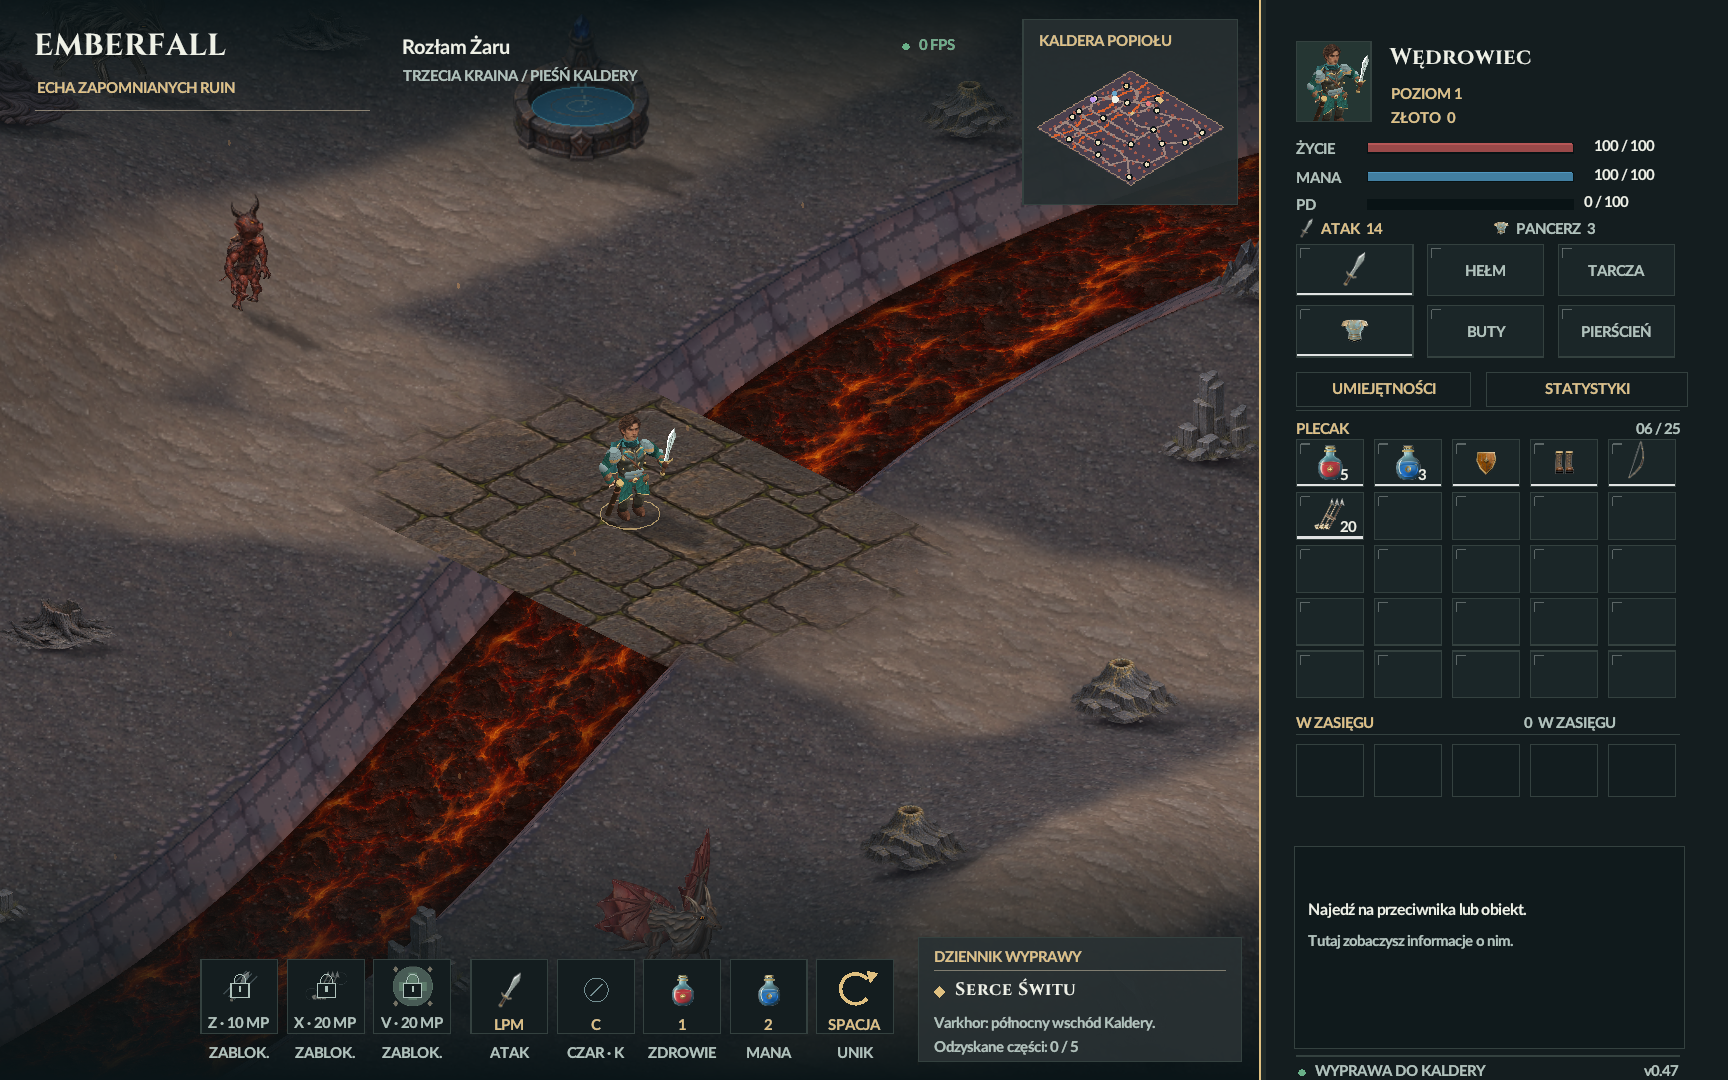 EMBERFALL
ECHA ZAPOMNIANYCH RUIN
Rozłam Żaru
TRZECIA KRAINA / PIEŚŃ KALDERY
0 FPS
KALDERA POPIOŁU
WĘDROWIEC
POZIOM 1
ZŁOTO 0
ŻYCIE 100 / 100
MANA 100 / 100
PD 0 / 100
ATAK 14 PANCERZ 3
HEŁM TARCZA
BUTY PIERŚCIEŃ
UMIEJĘTNOŚCI STATYSTYKI
PLECAK 06 / 25
5 3
20
W ZASIĘGU 0 W ZASIĘGU
Najedź na przeciwnika lub obiekt.
Tutaj zobaczysz informacje o nim.
WYPRAWA DO KALDERY v0.47
DZIENNIK WYPRAWY
SERCE ŚWITU
Varkhor: północny wschód Kaldery.
Odzyskane części: 0 / 5
Z · 10 MP X · 20 MP V · 20 MP LPM C 1 2 SPACJA
ZABLOK. ZABLOK. ZABLOK. ATAK CZAR · K ZDROWIE MANA UNIK